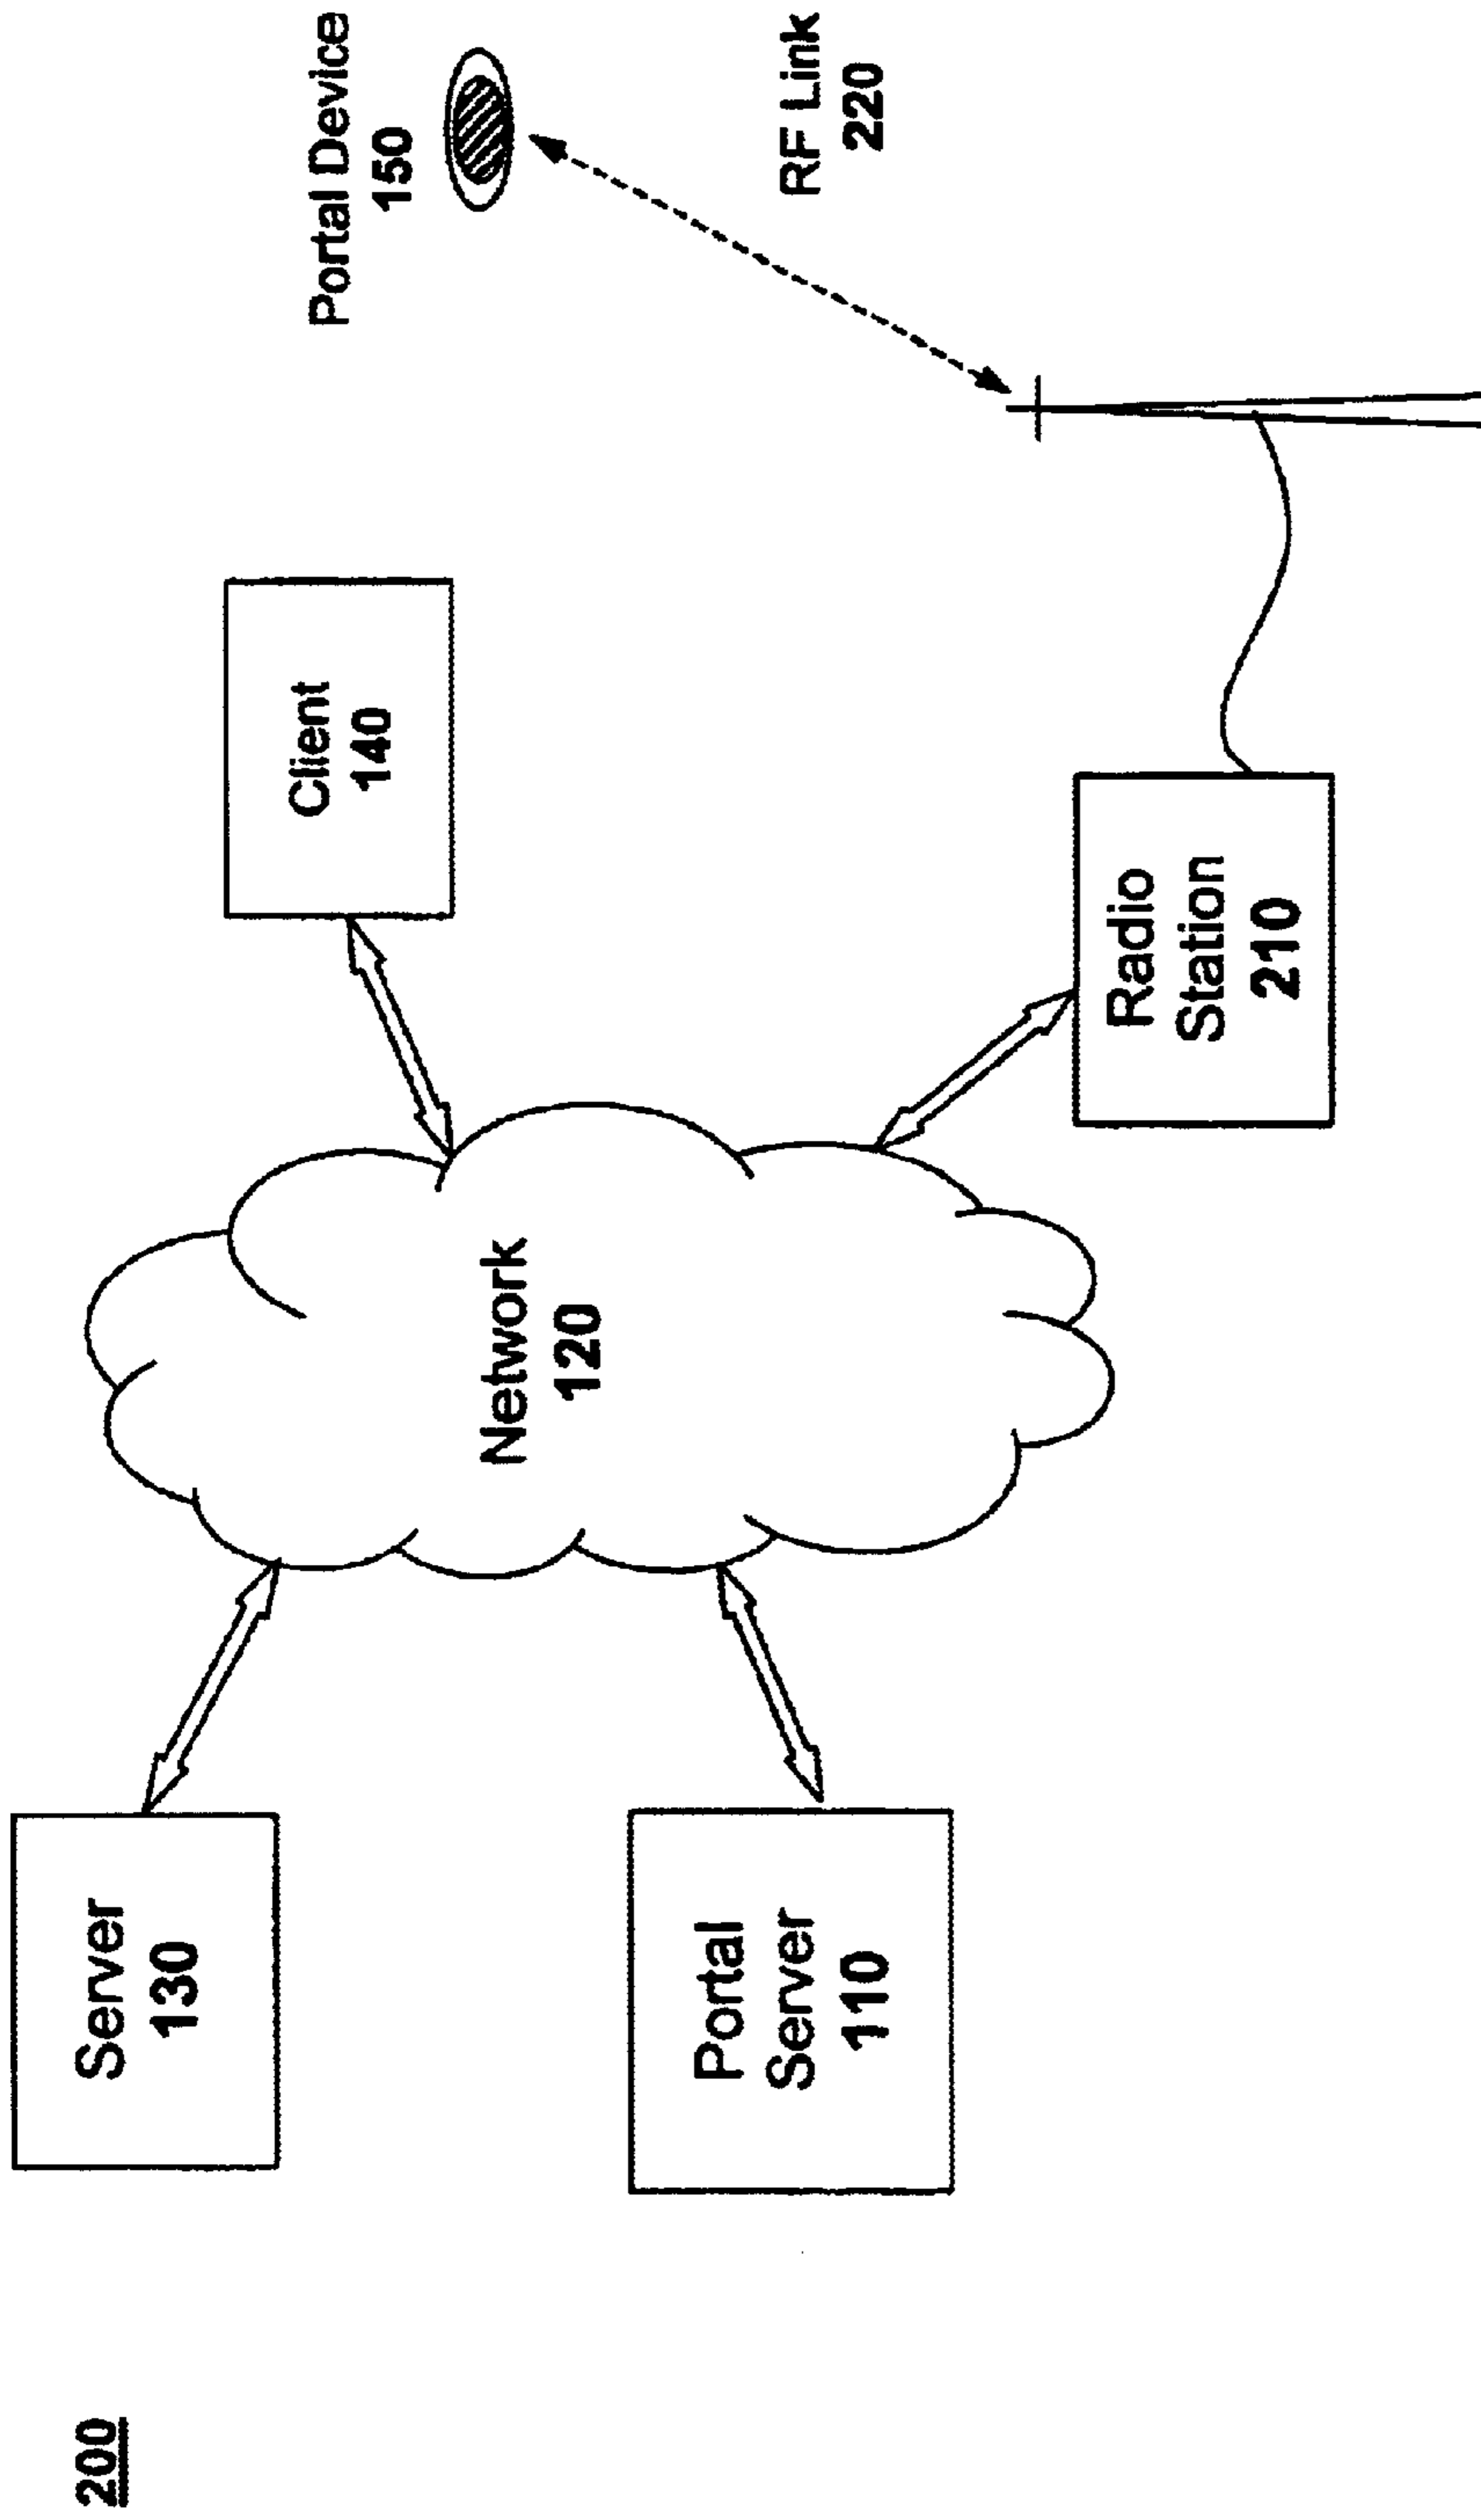 200
Server
130
Portal
Server
110
Network
120
Client
140
Radio
Station
210
Portal Device
150
RF Link
220